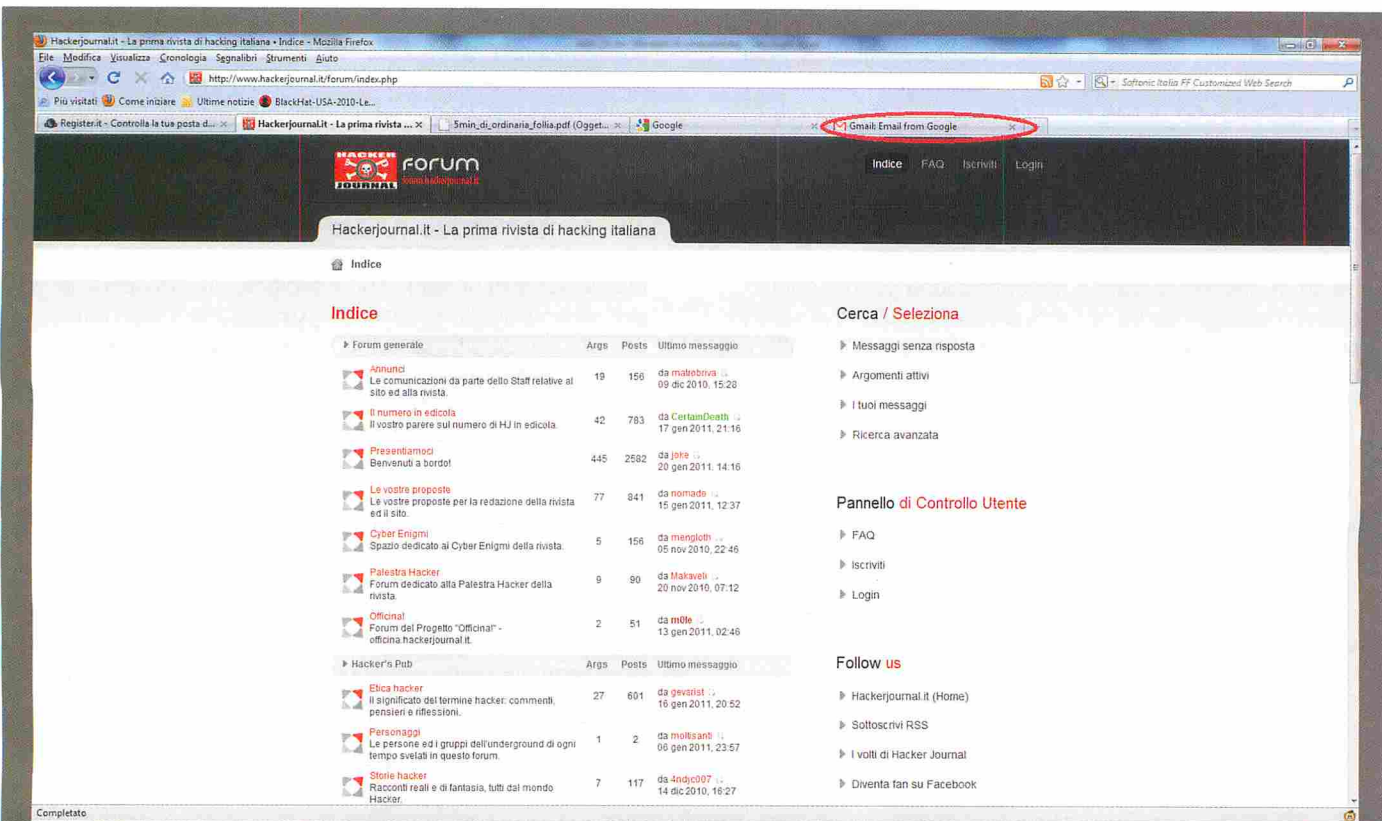 Hackerjournal.it - La prima rivista di hacking italiana • Indice - Mozilla Firefox
File Modifica Visualizza Cronologia Segnalibri Strumenti Aiuto
http://www.hackerjournal.it/forum/index.php
Softonic Italia FF Customized Web Search
Più visitati Come iniziare Ultime notizie BlackHat-USA-2010-Le...
Register.it - Controlla la tua posta d... Hackerjournal.it - La prima rivista ... 5min_di_ordinaria_follia.pdf (Ogget... Google Gmail: Email from Google
HACKER JOURNAL
Forum
forum.hackerjournal.it
Indice FAQ Iscriviti Login
Hackerjournal.it - La prima rivista di hacking italiana
Indice
Indice
Forum generale Args Posts Ultimo messaggio
Annunci
Le comunicazioni da parte dello Staff relative al
sito ed alla rivista.
19 156 da matrobriva
09 dic 2010, 15:28
Il numero in edicola
Il vostro parere sul numero di HJ in edicola.
42 783 da CertainDeath
17 gen 2011, 21:16
Presentiamoci
Benvenuti a bordo!
445 2582 da joke
20 gen 2011, 14:16
Le vostre proposte
Le vostre proposte per la redazione della rivista
ed il sito.
77 841 da nomade
15 gen 2011, 12:37
Cyber Enigmi
Spazio dedicato ai Cyber Enigmi della rivista.
5 156 da mengloth
05 nov 2010, 22:46
Palestra Hacker
Forum dedicato alla Palestra Hacker della
rivista.
9 90 da Makaveli
20 nov 2010, 07:12
Officina!
Forum del Progetto "Officina!" -
officina.hackerjournal.it.
2 51 da m0le
13 gen 2011, 02:46
Hacker's Pub Args Posts Ultimo messaggio
Etica hacker
Il significato del termine hacker: commenti,
pensieri e riflessioni.
27 601 da gevarist
16 gen 2011, 20:52
Personaggi
Le persone ed i gruppi dell'underground di ogni
tempo svelati in questo forum.
1 2 da moltisanti
06 gen 2011, 23:57
Storie hacker
Racconti reali e di fantasia, tutti dal mondo
Hacker.
7 117 da 4ndjc007
14 dic 2010, 16:27
Cerca / Seleziona
Messaggi senza risposta
Argomenti attivi
I tuoi messaggi
Ricerca avanzata
Pannello di Controllo Utente
FAQ
Iscriviti
Login
Follow us
Hackerjournal.it (Home)
Sottoscrivi RSS
I volti di Hacker Journal
Diventa fan su Facebook
Completato